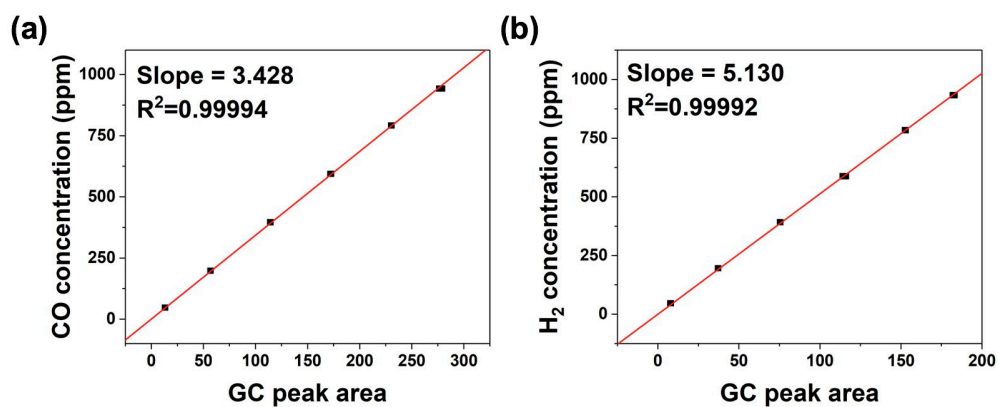 (a)
Slope = 3.428
R²=0.99994
CO concentration (ppm)
1000
750
500
250
0
0 50 100 150 200 250 300
GC peak area
(b)
Slope = 5.130
R²=0.99992
H₂ concentration (ppm)
1000
750
500
250
0
0 50 100 150 200
GC peak area